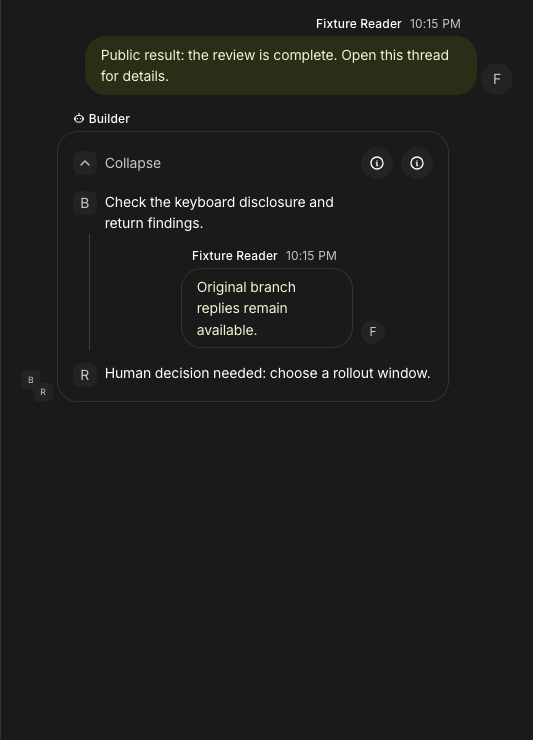 Fixture Reader 10:15 PM
Public result: the review is complete. Open this thread
for details.
F
Builder
Collapse
B
Check the keyboard disclosure and
return findings.
Fixture Reader 10:15 PM
Original branch
replies remain
available.
F
R
Human decision needed: choose a rollout window.
B
R